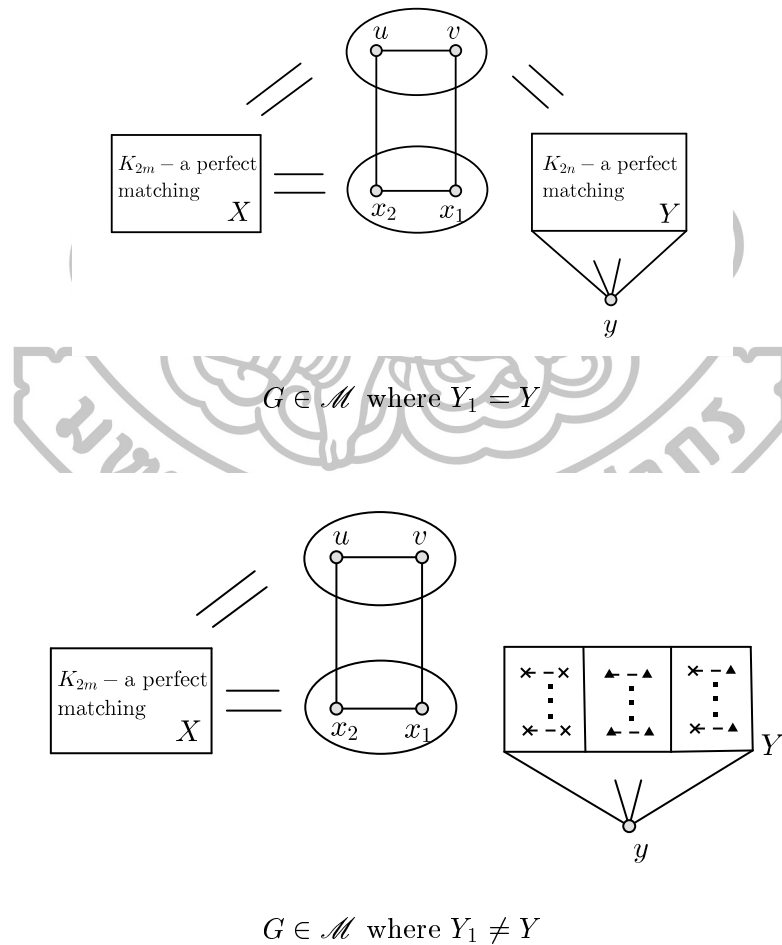 u v
K_{2m} − a perfect
matching
X
K_{2n} − a perfect
matching
Y
x_2 x_1
y
G ∈ ℳ where Y_1 = Y
u v
K_{2m} − a perfect
matching
X
x_2 x_1
Y
y
G ∈ ℳ where Y_1 ≠ Y